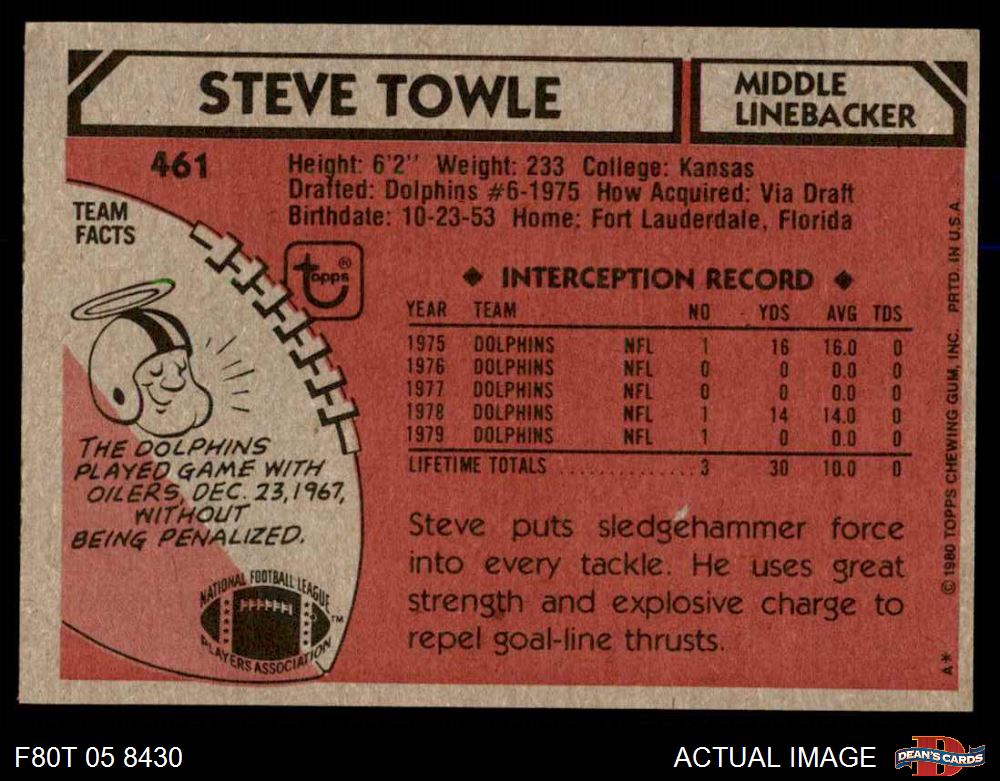 STEVE TOWLE
MIDDLE
LINEBACKER
461
Height: 6'2'' Weight: 233 College: Kansas
Drafted: Dolphins #6-1975 How Acquired: Via Draft
Birthdate: 10-23-53 Home: Fort Lauderdale, Florida
TEAM
FACTS
topps ®
THE DOLPHINS
PLAYED GAME WITH
OILERS, DEC. 23, 1967,
WITHOUT
BEING PENALIZED.
NATIONAL FOOTBALL LEAGUE
PLAYERS ASSOCIATION
TM
◆ INTERCEPTION RECORD ◆
YEAR TEAM NO YDS AVG TDS
1975 DOLPHINS NFL 1 16 16.0 0
1976 DOLPHINS NFL 0 0 0.0 0
1977 DOLPHINS NFL 0 0 0.0 0
1978 DOLPHINS NFL 1 14 14.0 0
1979 DOLPHINS NFL 1 0 0.0 0
LIFETIME TOTALS .............. 3 30 10.0 0
Steve puts sledgehammer force
into every tackle. He uses great
strength and explosive charge to
repel goal-line thrusts.
© 1980 TOPPS CHEWING GUM, INC. PRTD. IN U.S.A.
A*
F80T 05 8430
ACTUAL IMAGE
D
DEAN'S CARDS